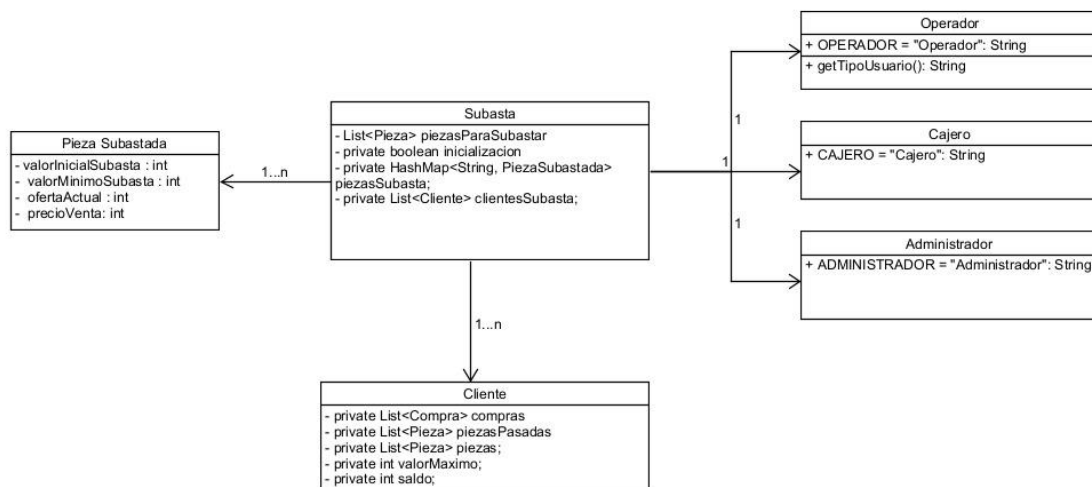 Operador
+ OPERADOR = "Operador": String
+ getTipoUsuario(): String
1
Subasta
- List<Pieza> piezasParaSubastar
- private boolean inicializacion
- private HashMap<String, PiezaSubastada>
piezasSubasta;
- private List<Cliente> clientesSubasta;
Pieza Subastada
- valorInicialSubasta : int
- valorMinimoSubasta : int
- ofertaActual : int
- precioVenta: int
1...n
1
Cajero
+ CAJERO = "Cajero": String
1
Administrador
+ ADMINISTRADOR = "Administrador": String
1...n
Cliente
- private List<Compra> compras
- private List<Pieza> piezasPasadas
- private List<Pieza> piezas;
- private int valorMaximo;
- private int saldo;